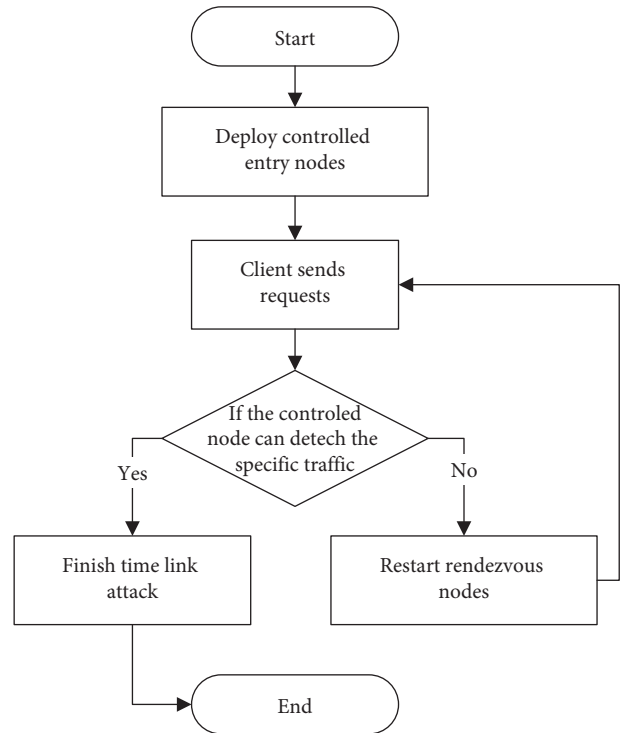 Start
Deploy controlled
entry nodes
Client sends
requests
If the controled
node can detech the
specific traffic
Yes
No
Finish time link
attack
Restart rendezvous
nodes
End